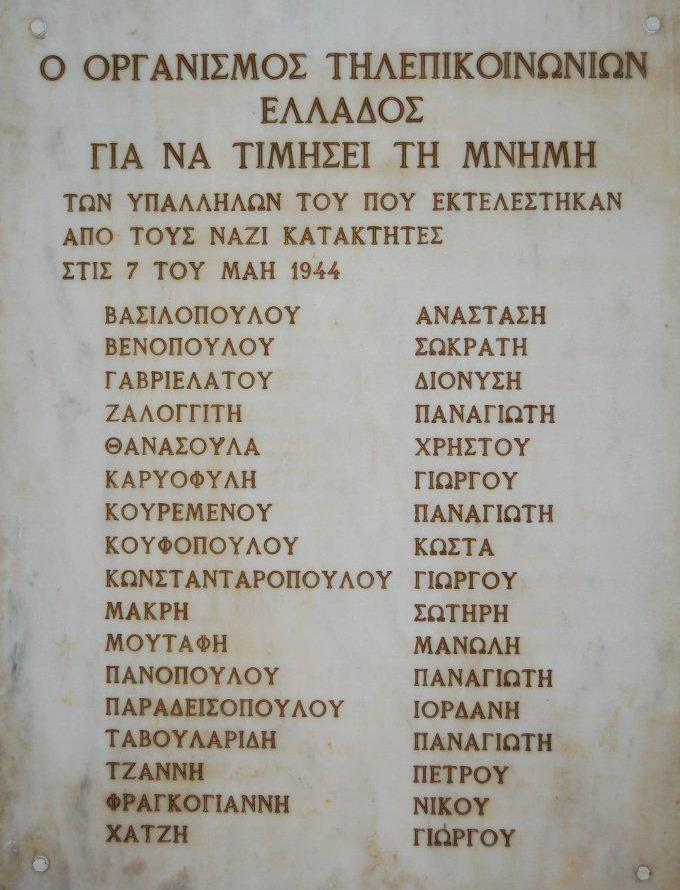 Ο ΟΡΓΑΝΙΣΜΟΣ ΤΗΛΕΠΙΚΟΙΝΩΝΙΩΝ
ΕΛΛΑΔΟΣ
ΓΙΑ ΝΑ ΤΙΜΗΣΕΙ ΤΗ ΜΝΗΜΗ
ΤΩΝ ΥΠΑΛΛΗΛΩΝ ΤΟΥ ΠΟΥ ΕΚΤΕΛΕΣΤΗΚΑΝ
ΑΠΟ ΤΟΥΣ ΝΑΖΙ ΚΑΤΑΚΤΗΤΕΣ
ΣΤΙΣ 7 ΤΟΥ ΜΑΗ 1944
ΒΑΣΙΛΟΠΟΥΛΟΥ ΑΝΑΣΤΑΣΗ
ΒΕΝΟΠΟΥΛΟΥ ΣΩΚΡΑΤΗ
ΓΑΒΡΙΕΛΑΤΟΥ ΔΙΟΝΥΣΗ
ΖΑΛΟΓΓΙΤΗ ΠΑΝΑΓΙΩΤΗ
ΘΑΝΑΣΟΥΛΑ ΧΡΗΣΤΟΥ
ΚΑΡΥΟΦΥΛΗ ΓΙΩΡΓΟΥ
ΚΟΥΡΕΜΕΝΟΥ ΠΑΝΑΓΙΩΤΗ
ΚΟΥΦΟΠΟΥΛΟΥ ΚΩΣΤΑ
ΚΩΝΣΤΑΝΤΑΡΟΠΟΥΛΟΥ ΓΙΩΡΓΟΥ
ΜΑΚΡΗ ΣΩΤΗΡΗ
ΜΟΥΤΑΦΗ ΜΑΝΩΛΗ
ΠΑΝΟΠΟΥΛΟΥ ΠΑΝΑΓΙΩΤΗ
ΠΑΡΑΔΕΙΣΟΠΟΥΛΟΥ ΙΟΡΔΑΝΗ
ΤΑΒΟΥΛΑΡΙΔΗ ΠΑΝΑΓΙΩΤΗ
ΤΖΑΝΝΗ ΠΕΤΡΟΥ
ΦΡΑΓΚΟΓΙΑΝΝΗ ΝΙΚΟΥ
ΧΑΤΖΗ ΓΙΩΡΓΟΥ